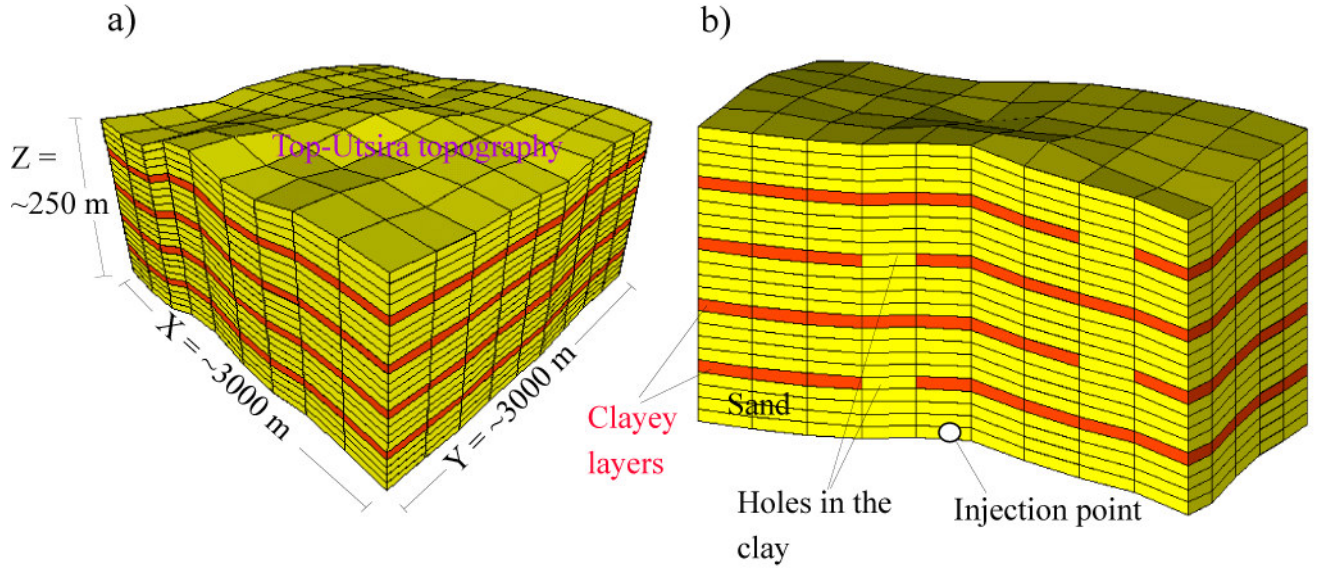 a)
b)
Z =
~250 m
Top-Utsira topography
X = ~3000 m
Y = ~3000 m
Clayey
layers
Sand
Holes in the
clay
Injection point